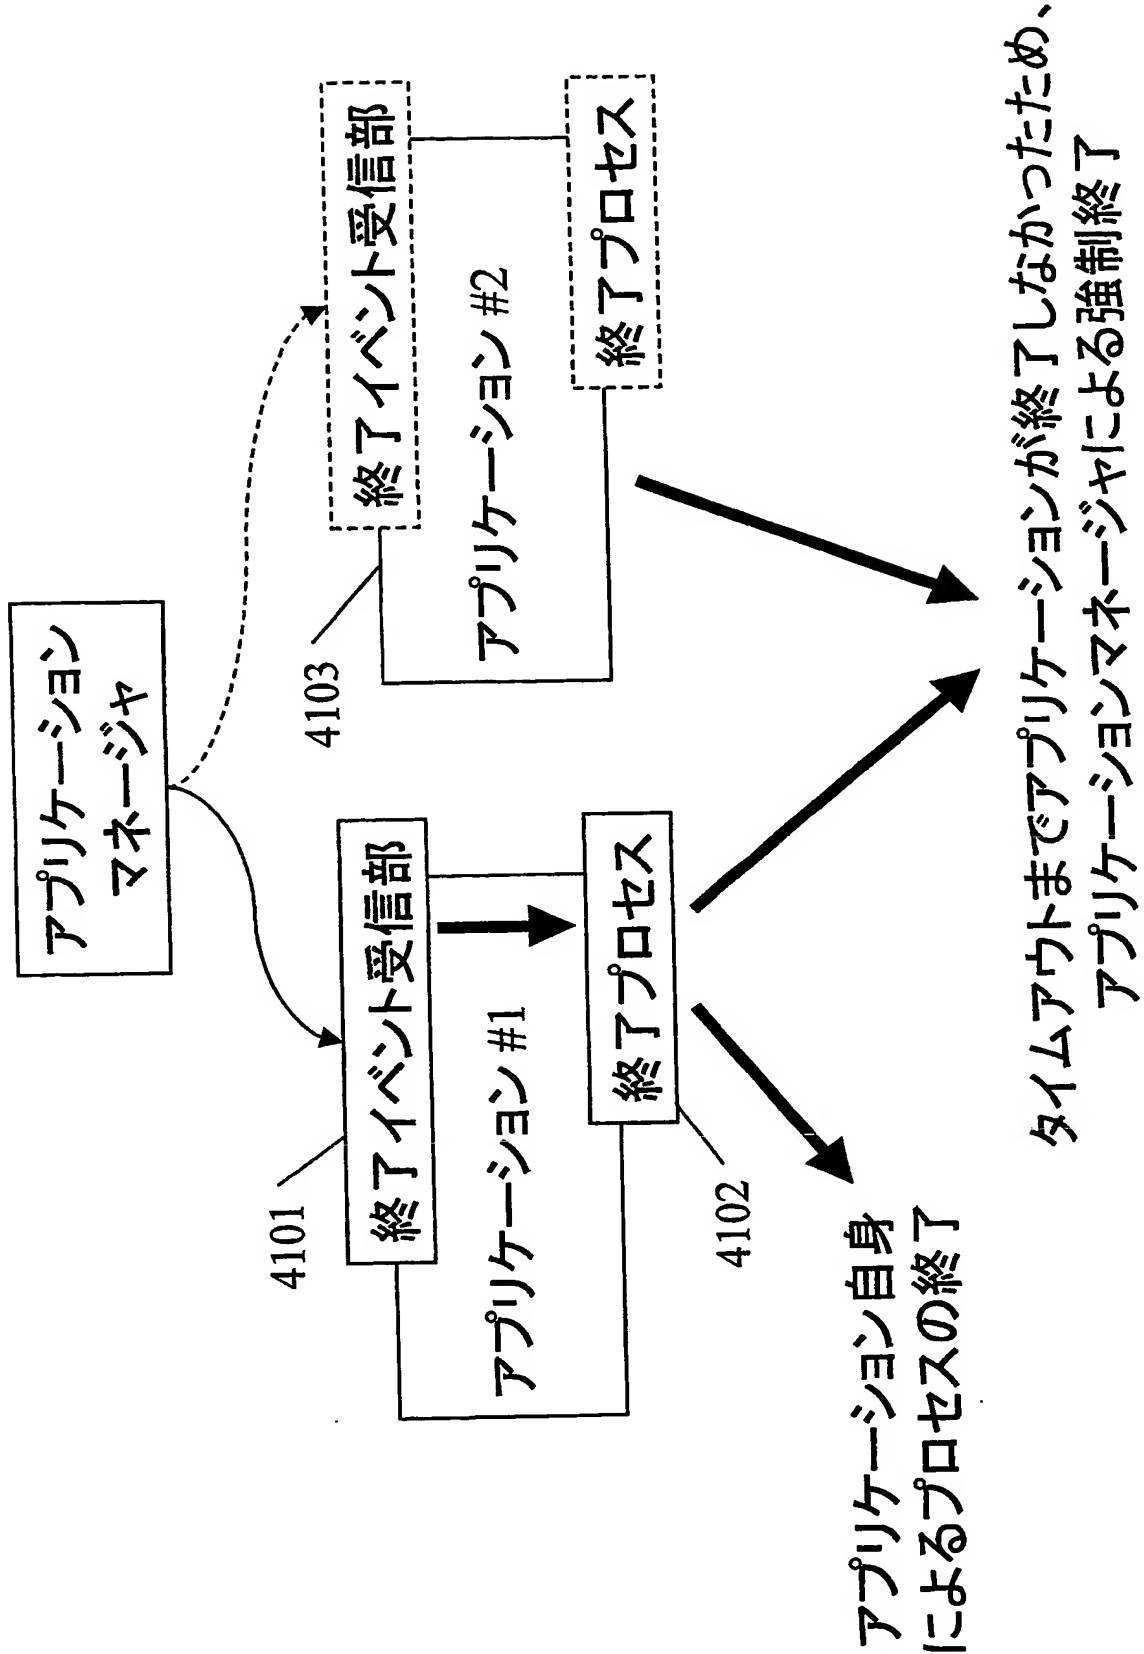 アプリケーション
マネージャ
4101
終了イベント受信部
アプリケーション #1
終了プロセス
4102
4103
終了イベント受信部
アプリケーション #2
終了プロセス
アプリケーション自身
によるプロセスの終了
タイムアウトまでアプリケーションが終了しなかったため、
アプリケーションマネージャによる強制終了